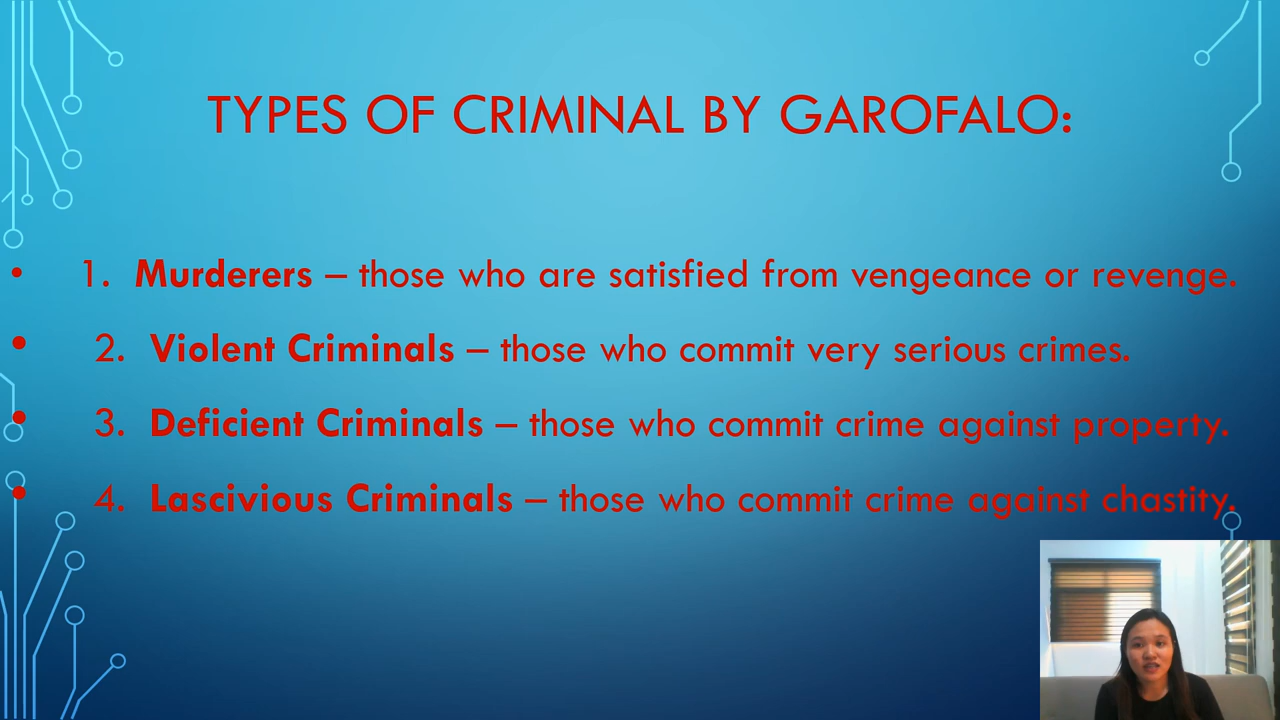 TYPES OF CRIMINAL BY GAROFALO:
• 1. Murderers – those who are satisfied from vengeance or revenge.
• 2. Violent Criminals – those who commit very serious crimes.
• 3. Deficient Criminals – those who commit crime against property.
• 4. Lascivious Criminals – those who commit crime against chastity.